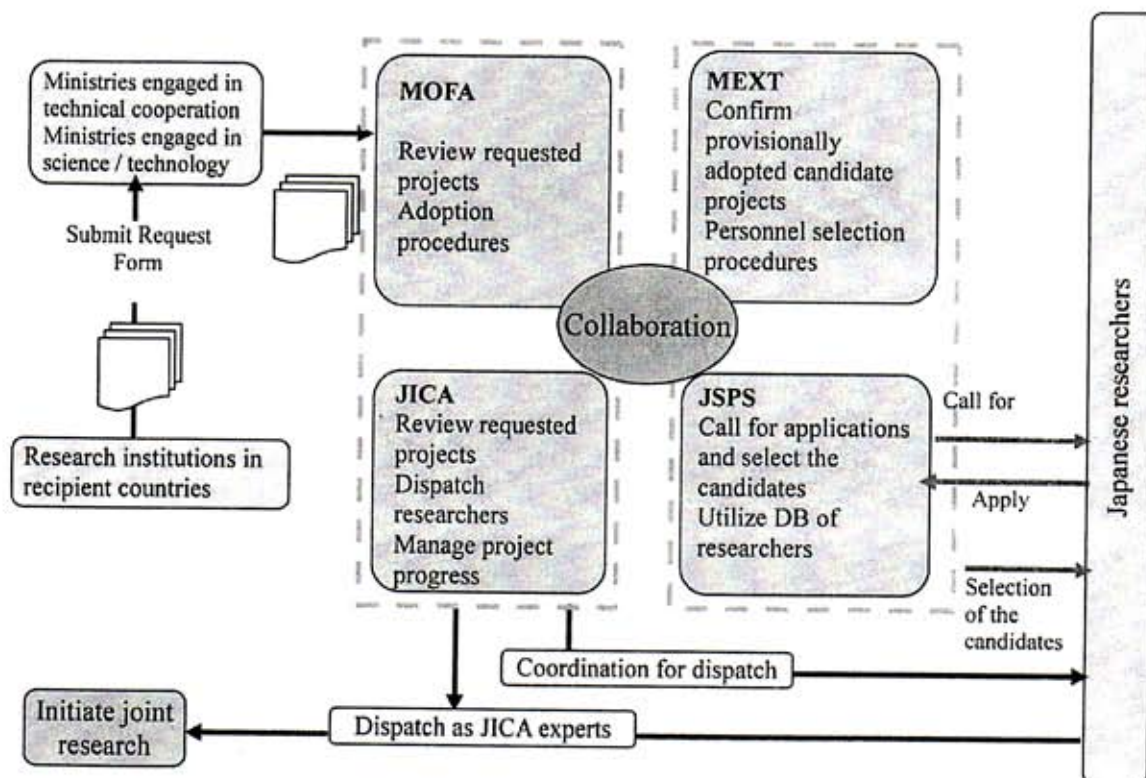 Ministries engaged in
technical cooperation
Ministries engaged in
science / technology
Submit Request
Form
Research institutions in
recipient countries
MOFA
Review requested
projects
Adoption
procedures
MEXT
Confirm
provisionally
adopted candidate
projects
Personnel selection
procedures
Collaboration
JICA
Review requested
projects
Dispatch
researchers
Manage project
progress
JSPS
Call for applications
and select the
candidates
Utilize DB of
researchers
Call for
Apply
Selection
of the
candidates
Japanese researchers
Coordination for dispatch
Dispatch as JICA experts
Initiate joint
research